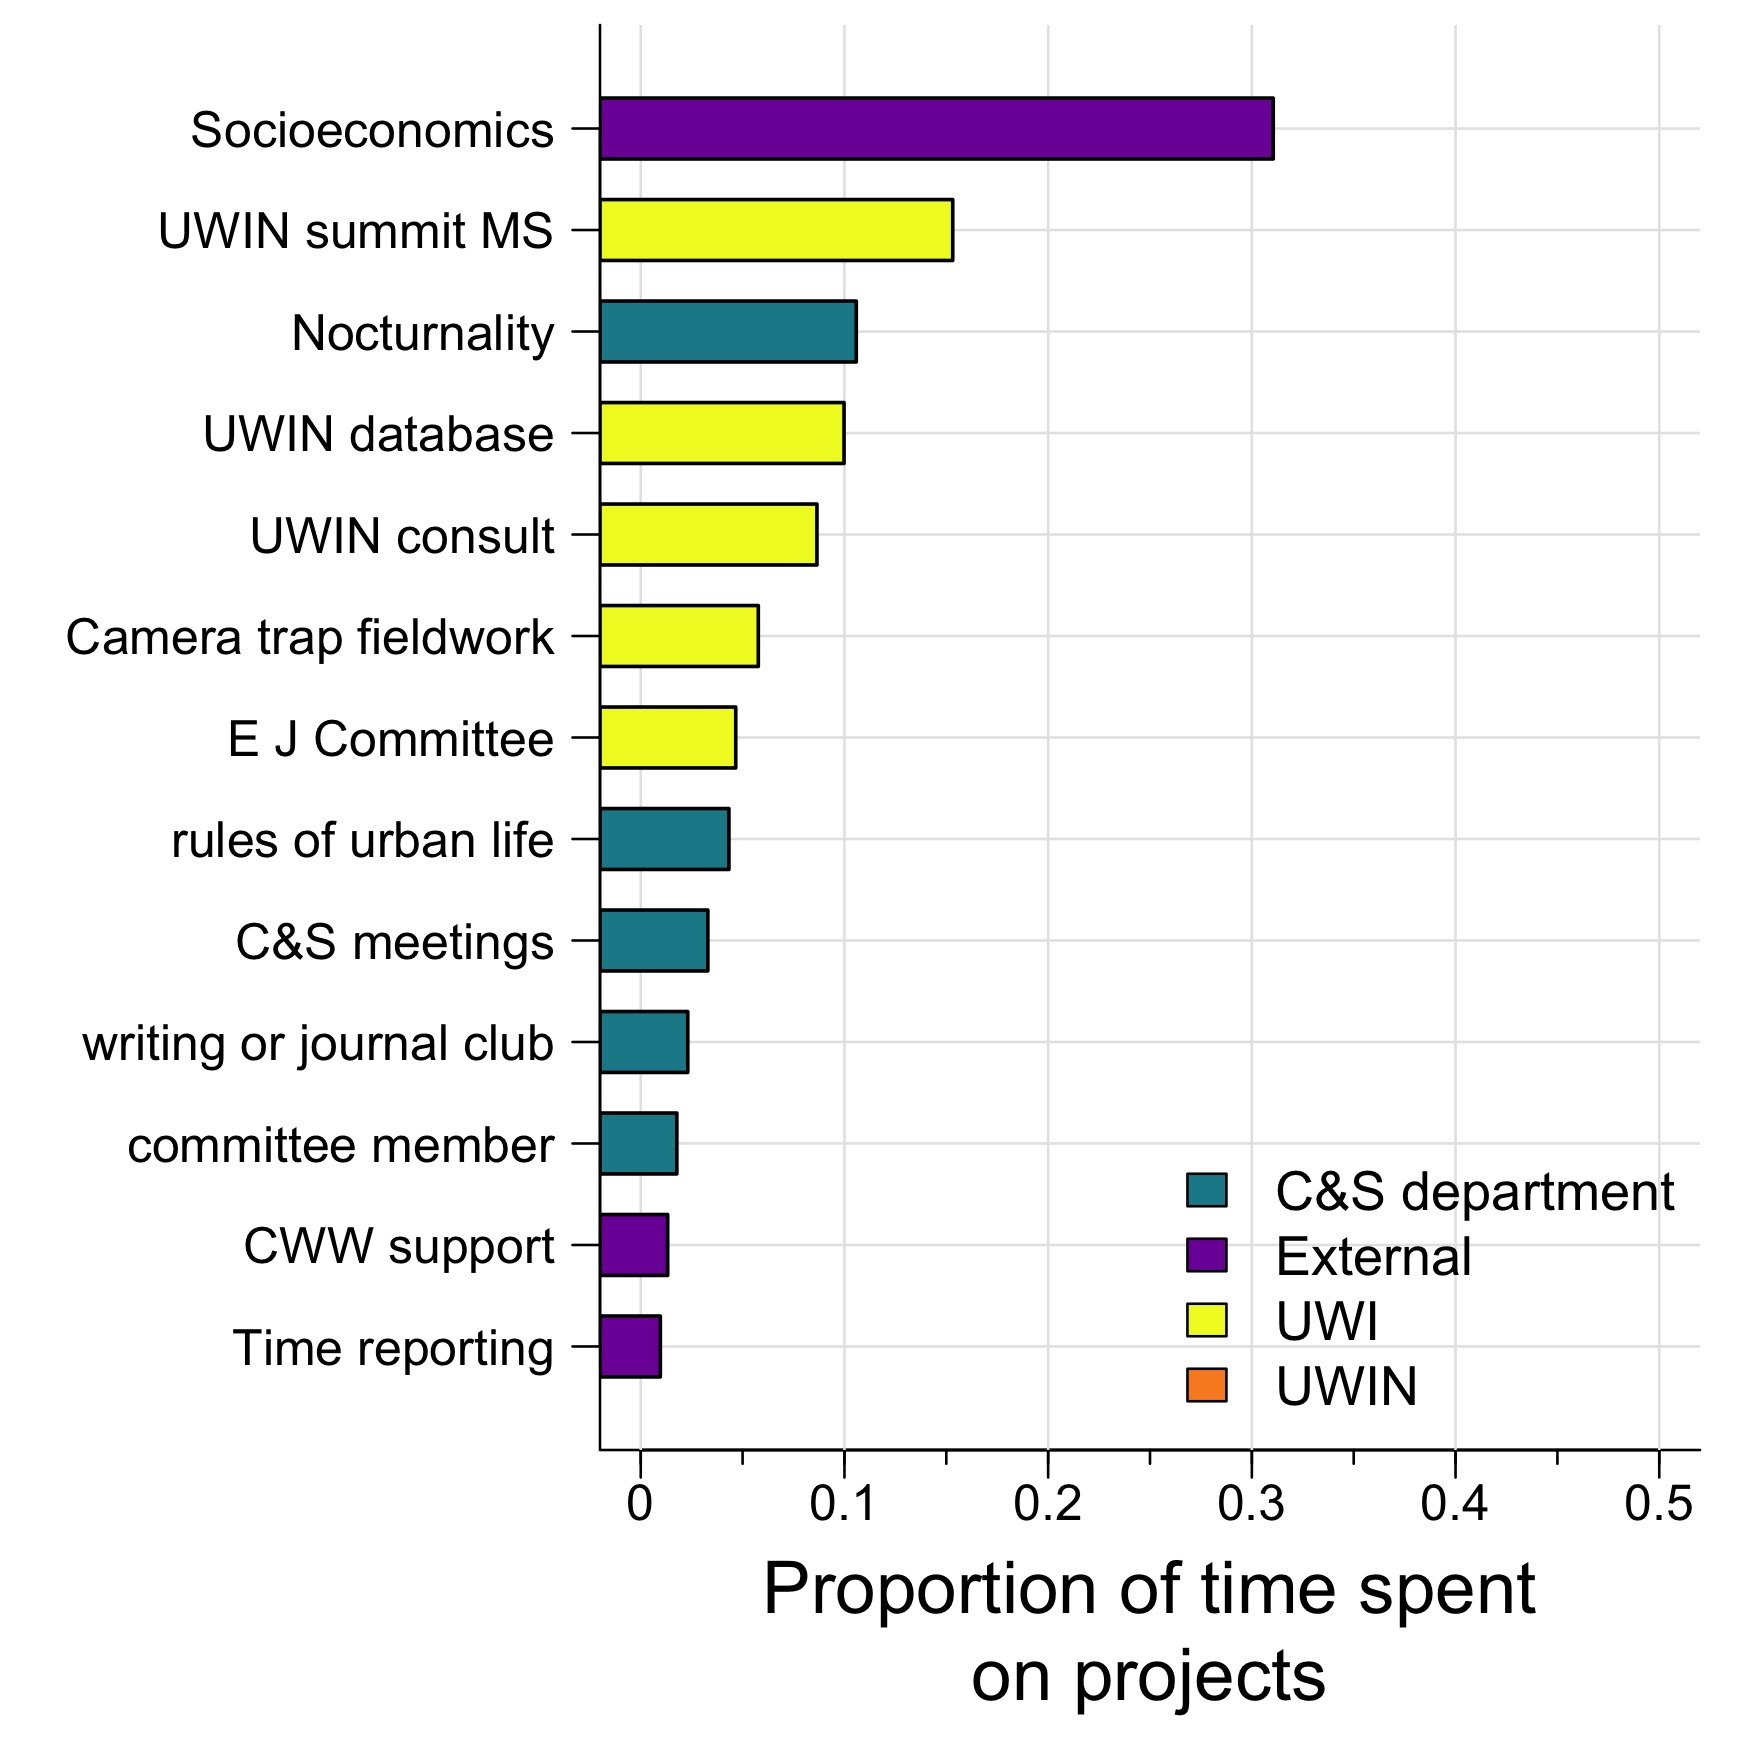 Socioeconomics
UWIN summit MS
Nocturnality
UWIN database
UWIN consult
Camera trap fieldwork
E J Committee
rules of urban life
C&S meetings
writing or journal club
committee member
CWW support
Time reporting
C&S department
External
UWI
UWIN
0 0.1 0.2 0.3 0.4 0.5
Proportion of time spent
on projects